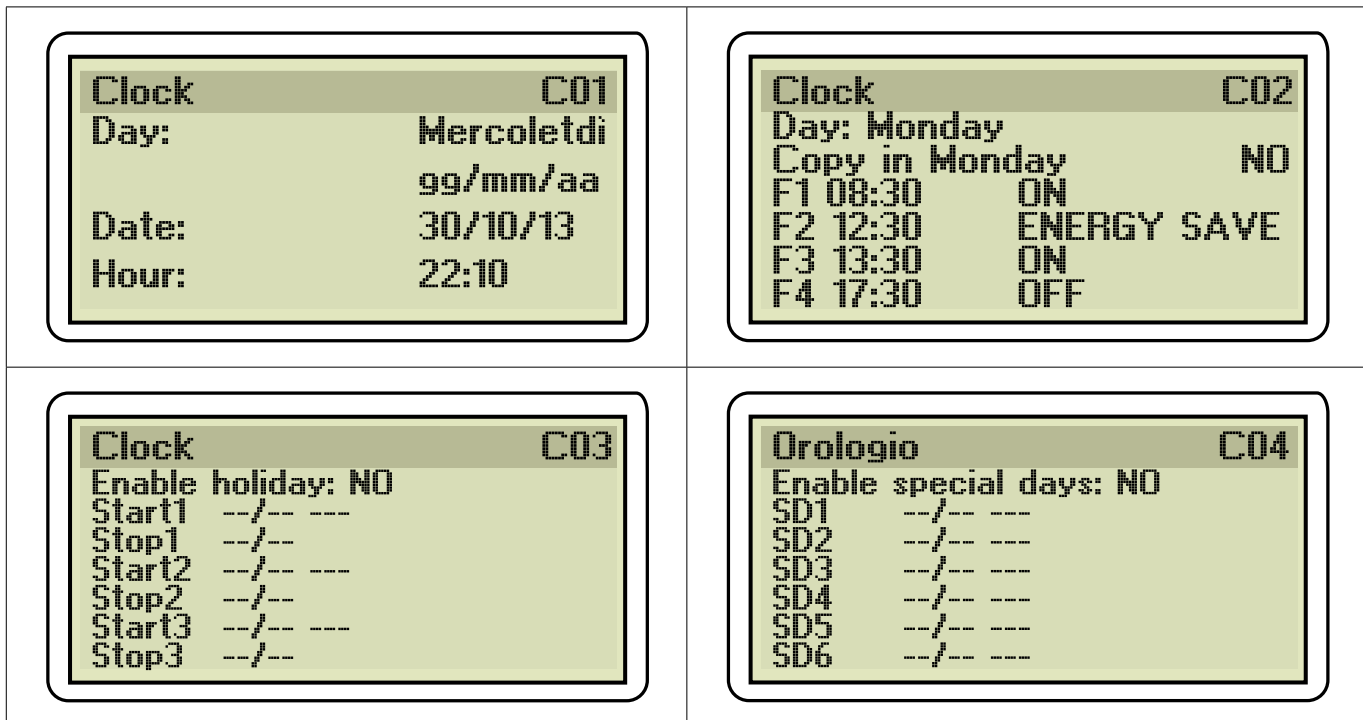 Clock C01
Day: Mercoletdì
gg/mm/aa
Date: 30/10/13
Hour: 22:10
Clock C02
Day: Monday
Copy in Monday NO
F1 08:30 ON
F2 12:30 ENERGY SAVE
F3 13:30 ON
F4 17:30 OFF
Clock C03
Enable holiday: NO
Start1 --/-- ---
Stop1 --/--
Start2 --/-- ---
Stop2 --/--
Start3 --/-- ---
Stop3 --/--
Orologio C04
Enable special days: NO
SD1 --/-- ---
SD2 --/-- ---
SD3 --/-- ---
SD4 --/-- ---
SD5 --/-- ---
SD6 --/-- ---